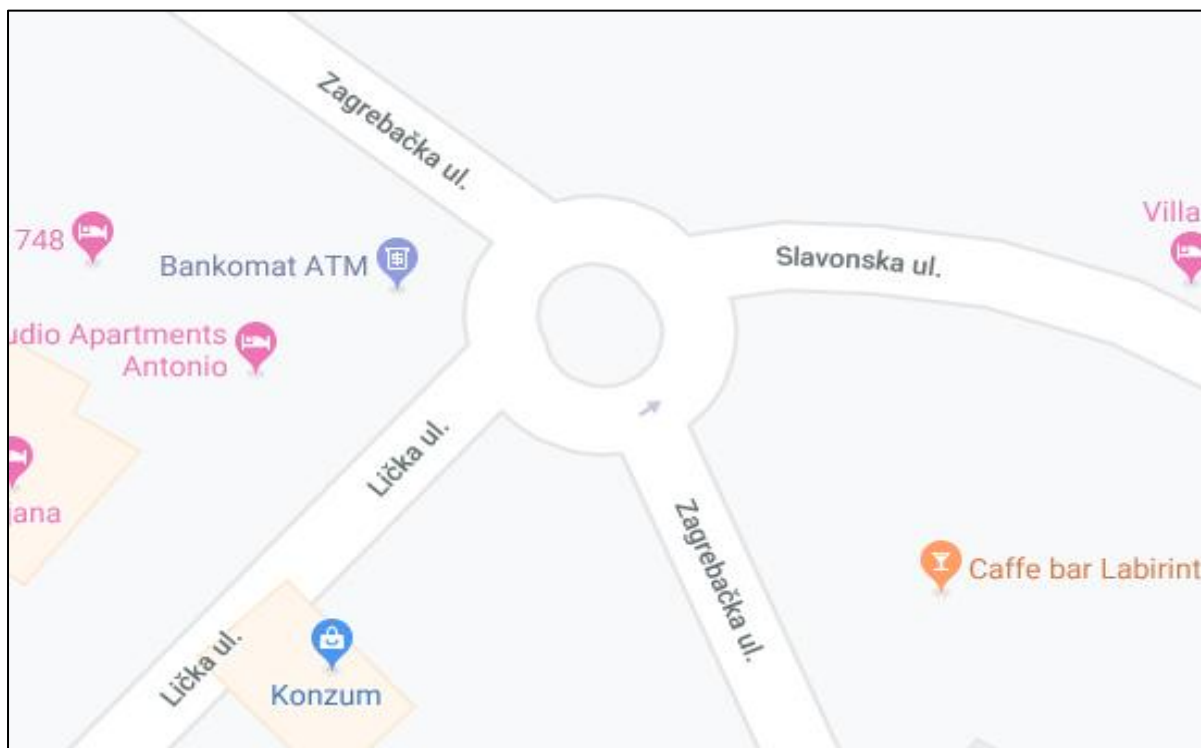 Zagrebačka ul.
Villa
748
Bankomat ATM
Slavonska ul.
udio Apartments
Antonio
Lička ul.
jana
Zagrebačka ul.
Caffe bar Labirint
Lička ul.
Konzum